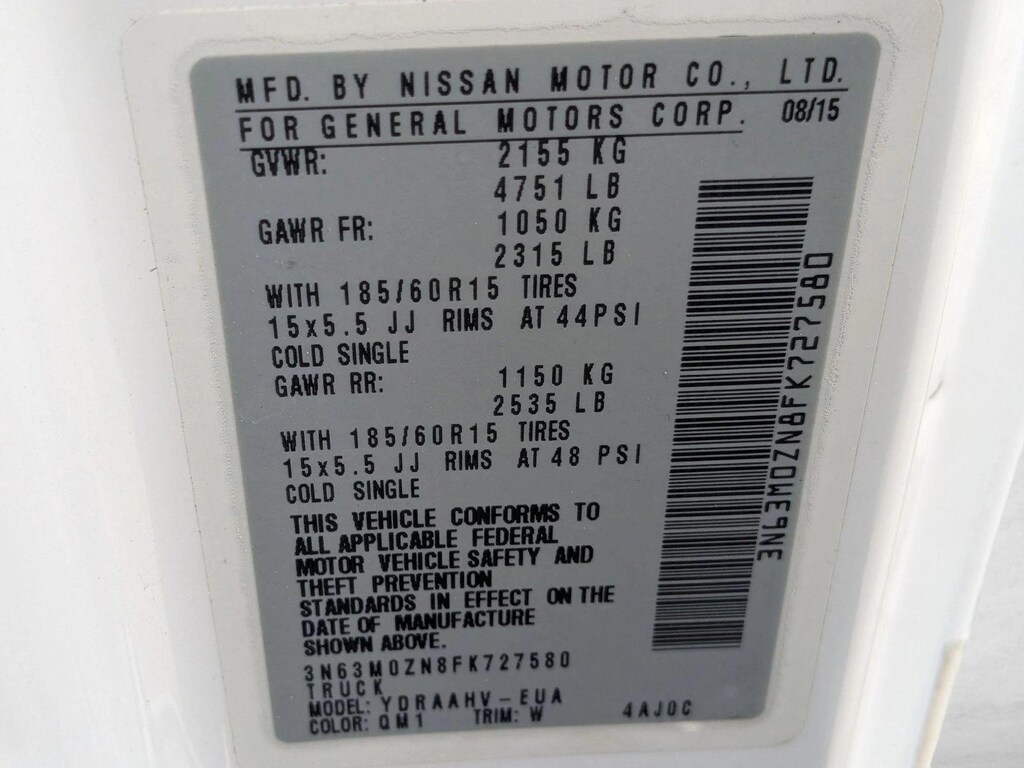 MFD. BY NISSAN MOTOR CO., LTD.
FOR GENERAL MOTORS CORP. 08/15
GVWR: 2155 KG
4751 LB
GAWR FR: 1050 KG
2315 LB
WITH 185/60R15 TIRES
15x5.5 JJ RIMS AT 44PSI
COLD SINGLE
GAWR RR: 1150 KG
2535 LB
WITH 185/60R15 TIRES
15x5.5 JJ RIMS AT 48 PSI
COLD SINGLE
THIS VEHICLE CONFORMS TO
ALL APPLICABLE FEDERAL
MOTOR VEHICLE SAFETY AND
THEFT PREVENTION
STANDARDS IN EFFECT ON THE
DATE OF MANUFACTURE
SHOWN ABOVE.
3N63M0ZN8FK727580
TRUCK
MODEL: YDRAAHV-EUA
COLOR: QM1 TRIM: W 4AJ0C
3N63M0ZN8FK727580